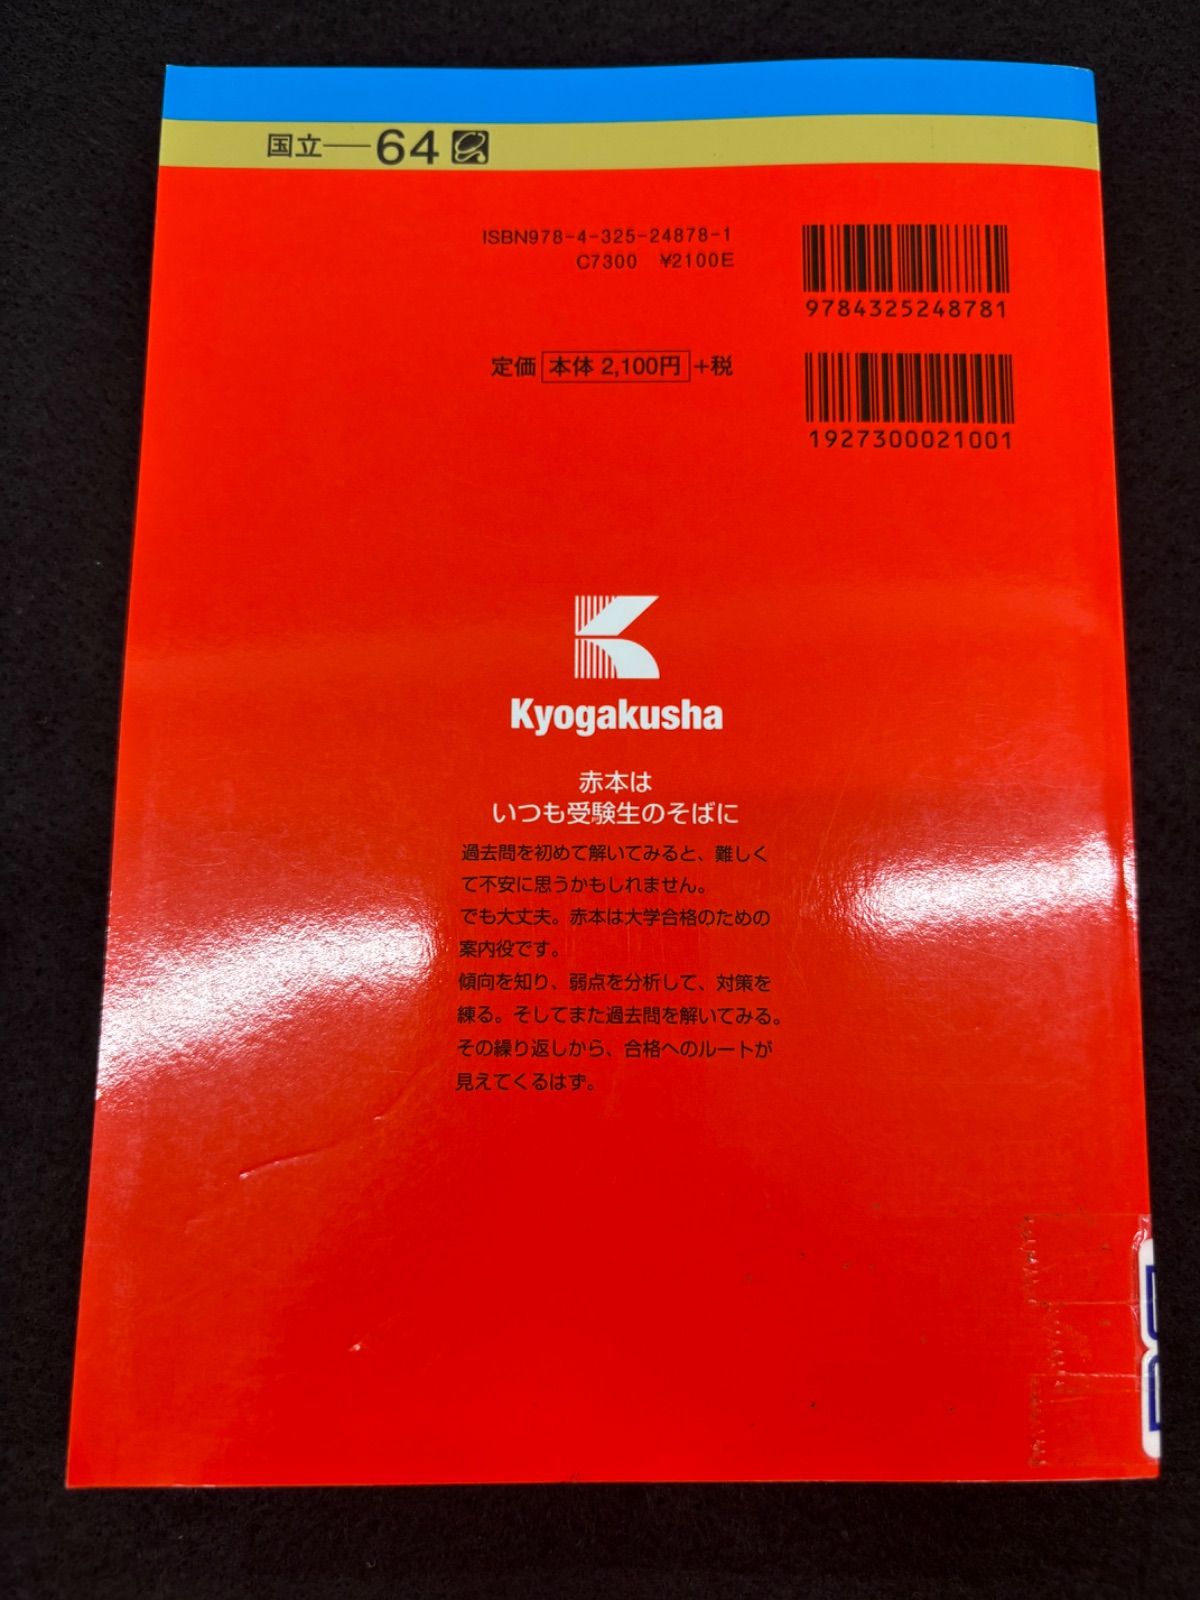 国立—64
ISBN978-4-325-24878-1
C7300 ¥2100E
9784325248781
定価 本体 2,100円 +税
1927300021001
Kyogakusha
赤本は
いつも受験生のそばに
過去問を初めて解いてみると、難しく
て不安に思うかもしれません。
でも大丈夫。赤本は大学合格のための
案内役です。
傾向を知り、弱点を分析して、対策を
練る。そしてまた過去問を解いてみる。
その繰り返しから、合格へのルートが
見えてくるはず。